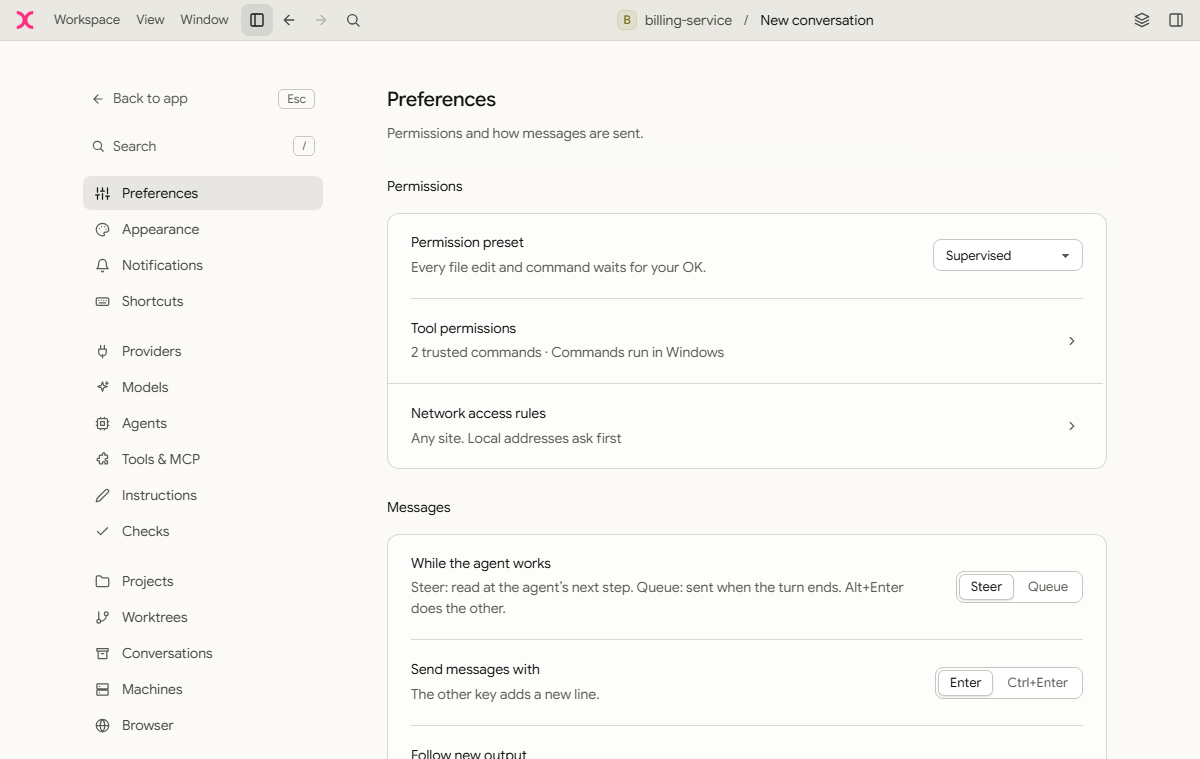 Workspace View Window
B billing-service / New conversation
Back to app Esc
Search /
Preferences
Appearance
Notifications
Shortcuts
Providers
Models
Agents
Tools & MCP
Instructions
Checks
Projects
Worktrees
Conversations
Machines
Browser
Preferences
Permissions and how messages are sent.
Permissions
Permission preset
Every file edit and command waits for your OK.
Supervised
Tool permissions
2 trusted commands · Commands run in Windows
Network access rules
Any site. Local addresses ask first
Messages
While the agent works
Steer: read at the agent’s next step. Queue: sent when the turn ends. Alt+Enter
does the other.
Steer Queue
Send messages with
The other key adds a new line.
Enter Ctrl+Enter
Follow new output